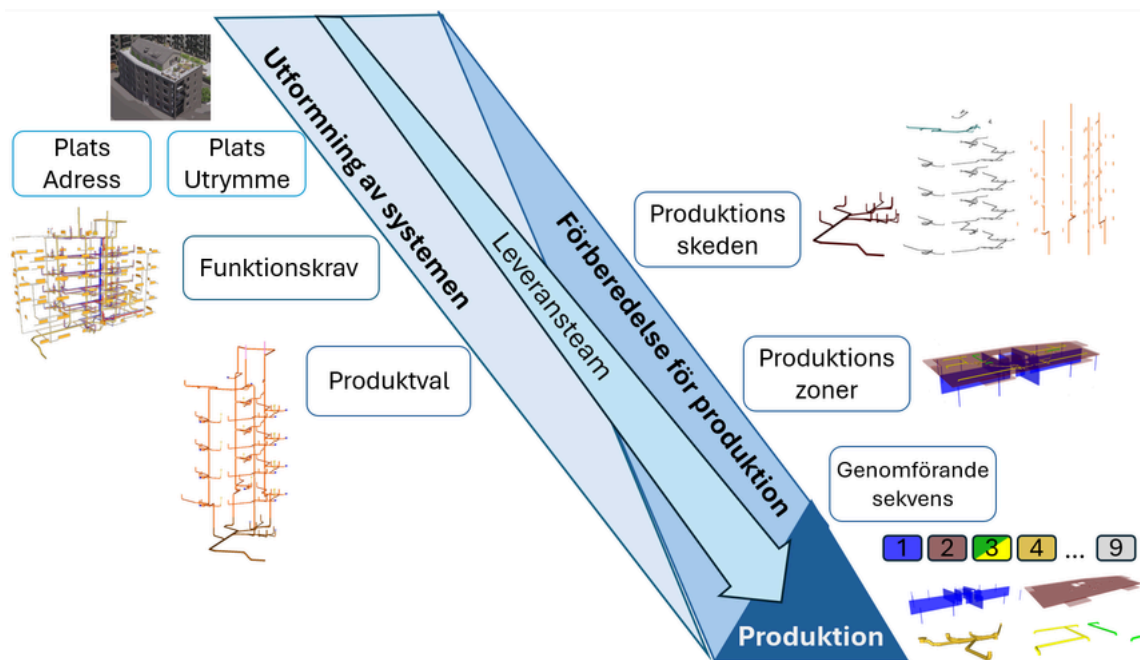 Plats
Adress
Plats
Utrymme
Funktionskrav
Produktval
Utformning av systemen
Leveransteam
Förberedelse för produktion
Produktions
skeden
Produktions
zoner
Genomförande
sekvens
1 2 3 4 ... 9
Produktion